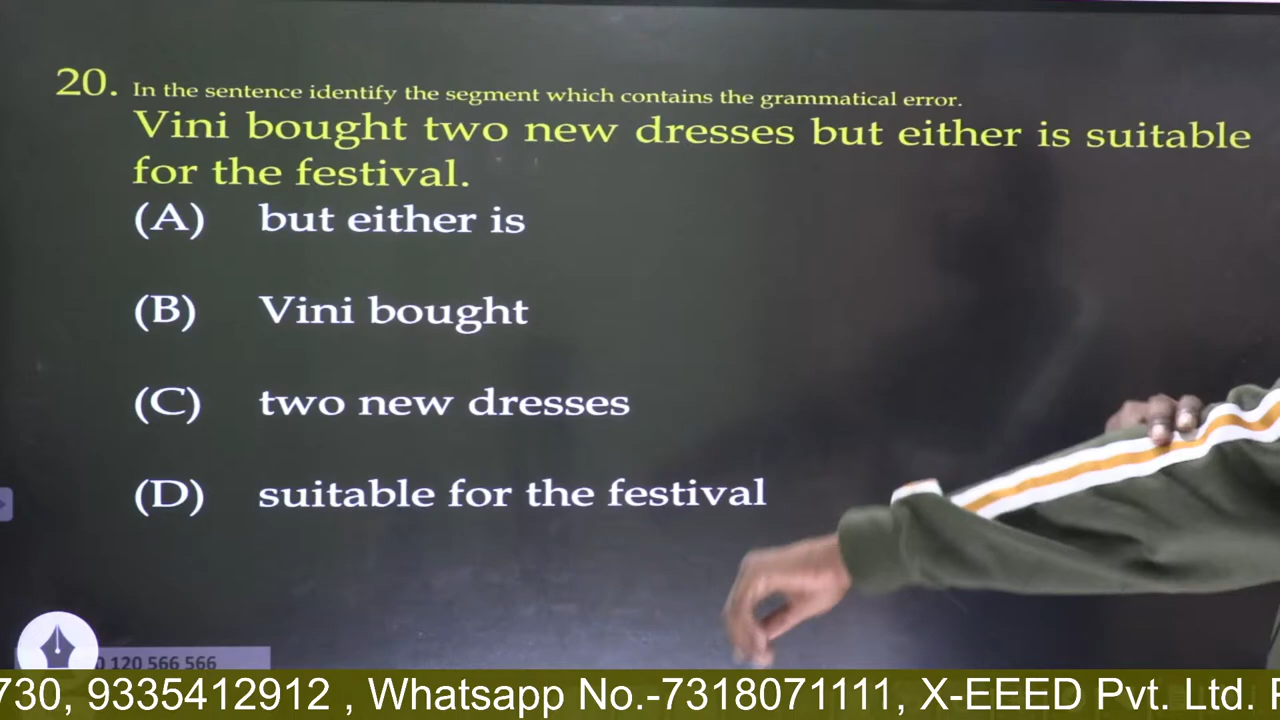 20. In the sentence identify the segment which contains the grammatical error.
Vini bought two new dresses but either is suitable
for the festival.
(A) but either is
(B) Vini bought
(C) two new dresses
(D) suitable for the festival
120 566 566
730, 9335412912 , Whatsapp No.-7318071111, X-EEED Pvt. Ltd.